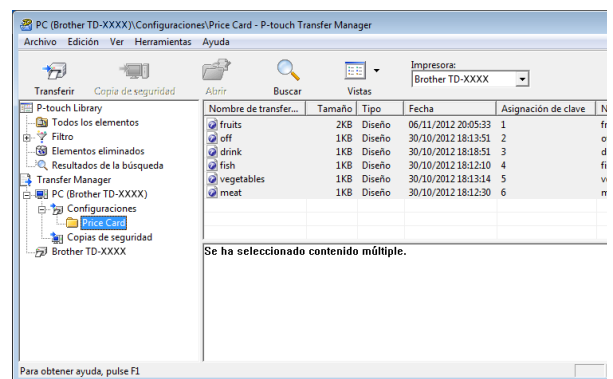 PC (Brother TD-XXXX)\Configuraciones\Price Card - P-touch Transfer Manager
Archivo Edición Ver Herramientas Ayuda
Transferir Copia de seguridad Abrir Buscar Vistas
Impresora:
Brother TD-XXXX
P-touch Library
Todos los elementos
Filtro
Elementos eliminados
Resultados de la búsqueda
Transfer Manager
PC (Brother TD-XXXX)
Configuraciones
Price Card
Copias de seguridad
Brother TD-XXXX
Nombre de transfer... Tamaño Tipo Fecha Asignación de clave N
fruits 2KB Diseño 06/11/2012 20:05:33 1 fr
off 1KB Diseño 30/10/2012 18:13:51 2 o
drink 1KB Diseño 30/10/2012 18:18:51 3 d
fish 1KB Diseño 30/10/2012 18:12:10 4 fi
vegetables 1KB Diseño 30/10/2012 18:13:14 5 v
meat 1KB Diseño 30/10/2012 18:12:30 6 m
Se ha seleccionado contenido múltiple.
Para obtener ayuda, pulse F1